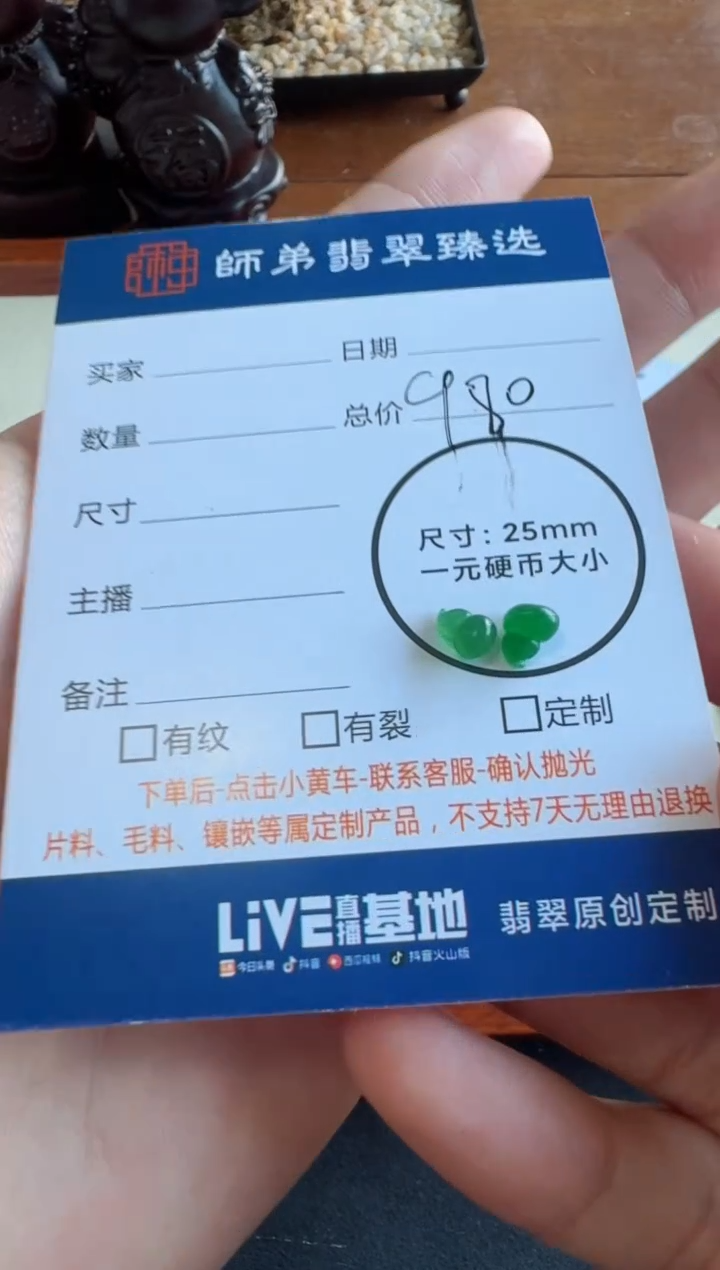 師弟翡翠臻选
买家 日期
数量 总价 980
尺寸
尺寸：25mm
一元硬币大小
主播
备注
有纹 有裂 定制
下单后-点击小黄车-联系客服-确认抛光
片料、毛料、镶嵌等属定制产品，不支持7天无理由退换
LiVE直播基地 翡翠原创定制
今日头条 抖音 西瓜视频 抖音火山版